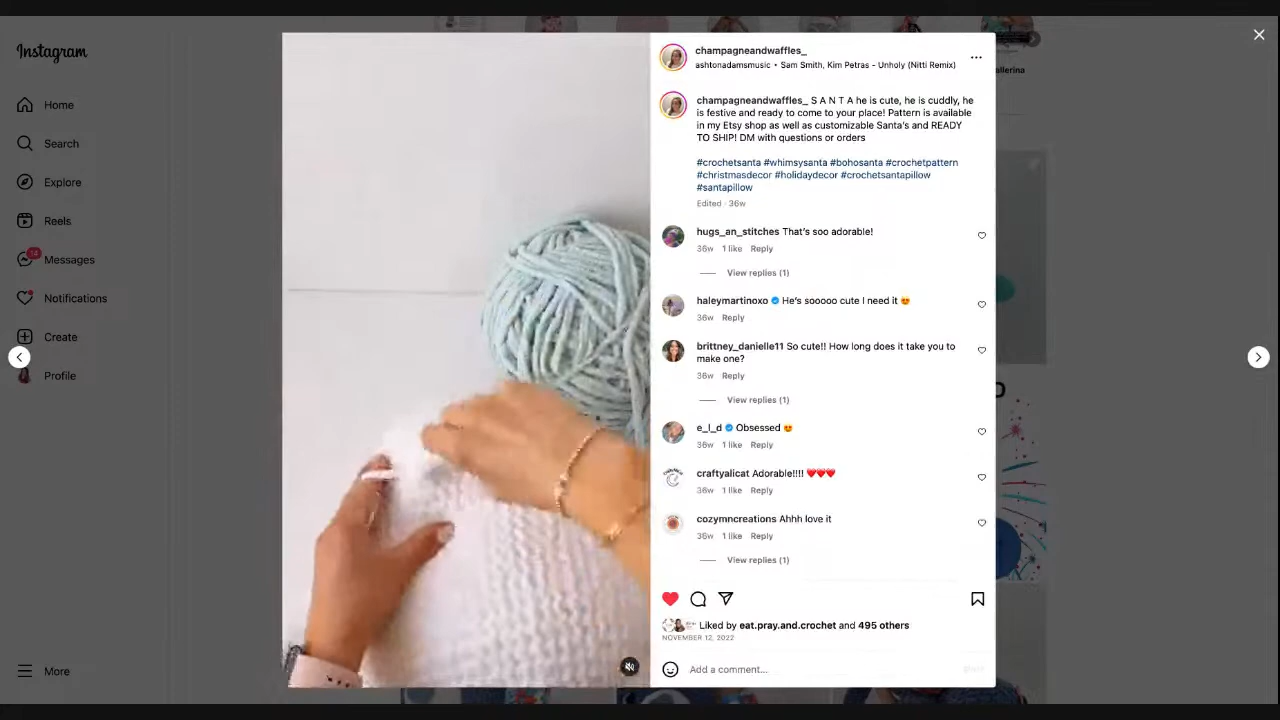 Instagram
Home
Search
Explore
Reels
14
Messages
Notifications
Create
Profile
More
champagneandwaffles_
ashtonadamsmusic • Sam Smith, Kim Petras - Unholy (Nitti Remix)
champagneandwaffles_ S A N T A he is cute, he is cuddly, he
is festive and ready to come to your place! Pattern is available
in my Etsy shop as well as customizable Santa's and READY
TO SHIP! DM with questions or orders
#crochetsanta #whimsysanta #bohosanta #crochetpattern
#christmasdecor #holidaydecor #crochetsantapillow
#santapillow
Edited · 36w
hugs_an_stitches That's soo adorable!
36w 1 like Reply
View replies (1)
haleymartinoxo He's sooooo cute I need it 😍
36w Reply
brittney_danielle11 So cute!! How long does it take you to
make one?
36w Reply
View replies (1)
e_l_d Obsessed 😍
36w 1 like Reply
craftyalicat Adorable!!!! ❤️❤️❤️
36w 1 like Reply
cozymncreations Ahhh love it
36w 1 like Reply
View replies (1)
Liked by eat.pray.and.crochet and 495 others
NOVEMBER 12, 2022
Add a comment...
Post